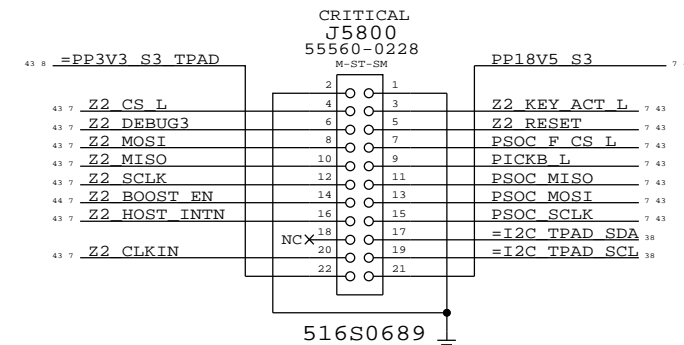 CRITICAL
J5800
55560-0228
M-ST-SM
43 8 =PP3V3_S3_TPAD
PP18V5_S3 7
2 1
43 7 Z2_CS_L 4 3 Z2_KEY_ACT_L 7 43
43 7 Z2_DEBUG3 6 5 Z2_RESET 7 43
43 7 Z2_MOSI 8 7 PSOC_F_CS_L 7 43
43 7 Z2_MISO 10 9 PICKB_L 7 43
43 7 Z2_SCLK 12 11 PSOC_MISO 7 43
44 7 Z2_BOOST_EN 14 13 PSOC_MOSI 7 43
43 7 Z2_HOST_INTN 16 15 PSOC_SCLK 7 43
NC 18 17 =I2C_TPAD_SDA 38
43 7 Z2_CLKIN 20 19 =I2C_TPAD_SCL 38
22 21
516S0689